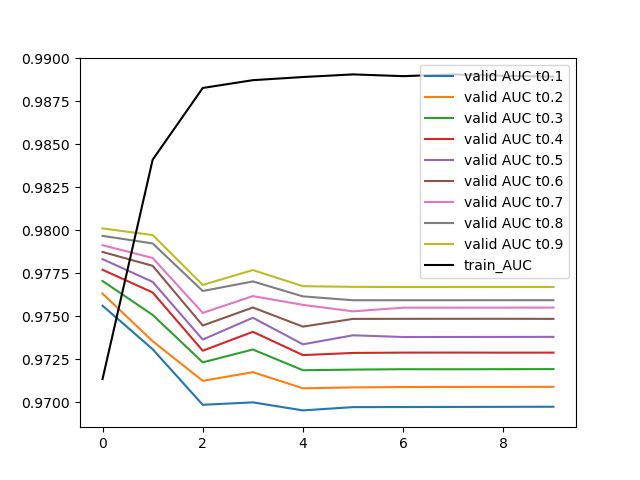 0.9900
0.9875
0.9850
0.9825
0.9800
0.9775
0.9750
0.9725
0.9700
0 2 4 6 8
valid AUC t0.1
valid AUC t0.2
valid AUC t0.3
valid AUC t0.4
valid AUC t0.5
valid AUC t0.6
valid AUC t0.7
valid AUC t0.8
valid AUC t0.9
train_AUC